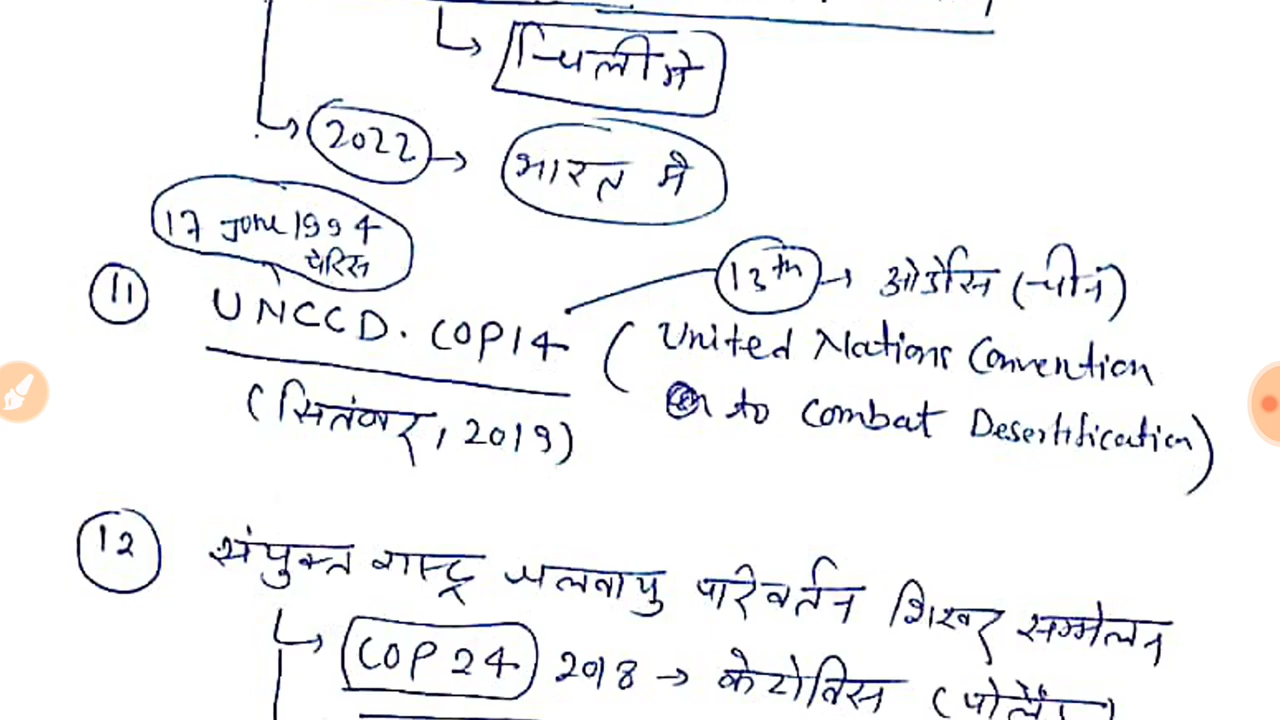 चिली में
2022 → भारत में
17 June 1994
पेरिस
13th → ओर्डोस (चीन)
11 UNCCD. COP14 (United Nations Convention
to Combat Desertification)
(सितंबर, 2019)
12 संयुक्त राष्ट्र जलवायु परिवर्तन शिखर सम्मेलन
COP 24 2018 → केटोविस (पोलैंड)